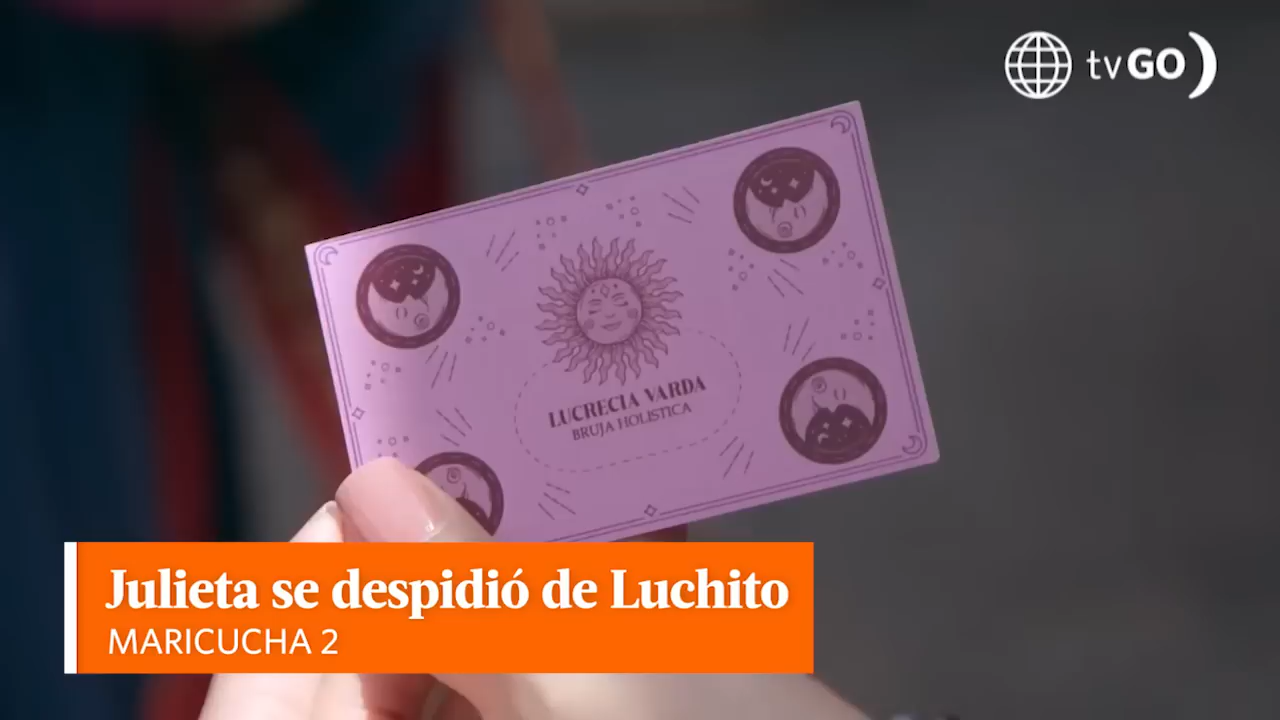 tvGO
LUCRECIA VARDA
BRUJA HOLISTICA
Julieta se despidió de Luchito
MARICUCHA 2